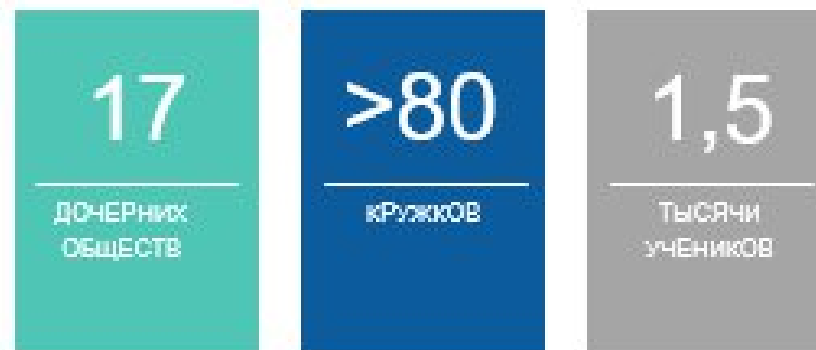 17
ДОЧЕРНИХ
ОБЩЕСТВ
>80
КРУЖКОВ
1,5
ТЫСЯЧИ
УЧЕНИКОВ